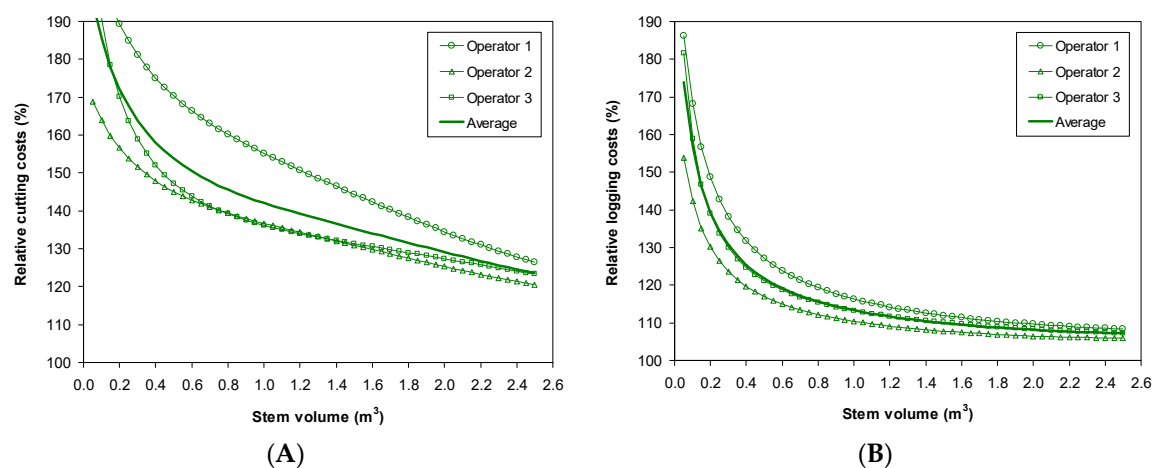 190
180
170
160
150
140
130
120
110
100
Relative cutting costs (%)
Operator 1
Operator 2
Operator 3
Average
0.0 0.2 0.4 0.6 0.8 1.0 1.2 1.4 1.6 1.8 2.0 2.2 2.4 2.6
Stem volume (m³)
(A)
190
180
170
160
150
140
130
120
110
100
Relative logging costs (%)
Operator 1
Operator 2
Operator 3
Average
0.0 0.2 0.4 0.6 0.8 1.0 1.2 1.4 1.6 1.8 2.0 2.2 2.4 2.6
Stem volume (m³)
(B)